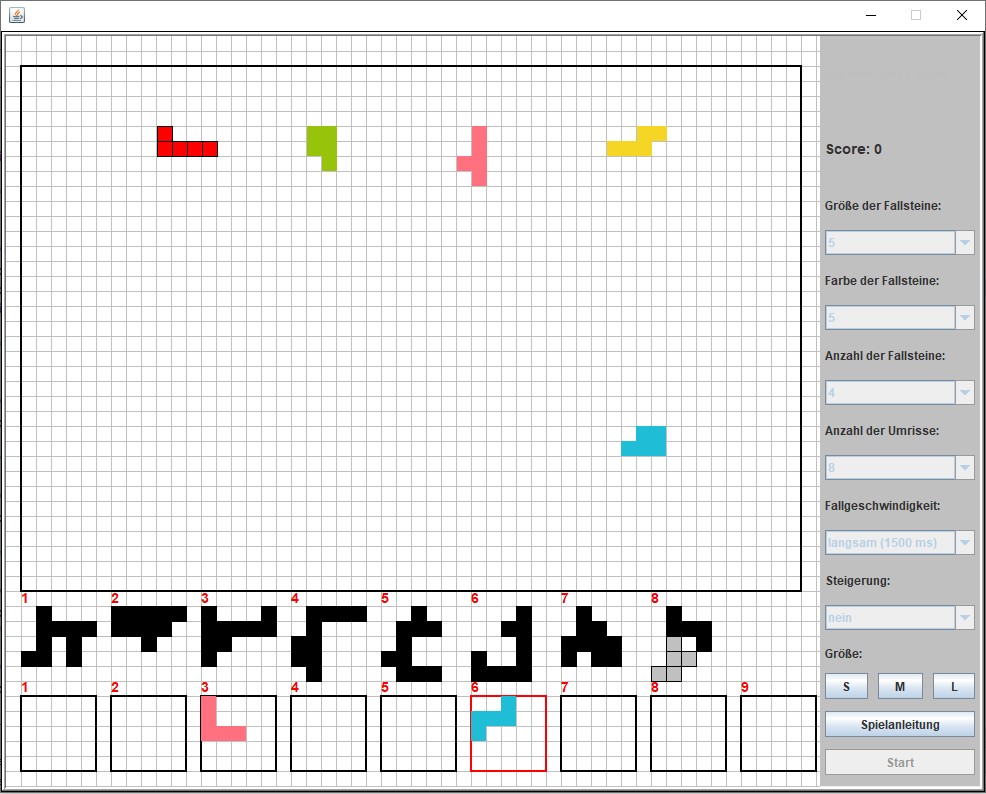 Score: 0
Größe der Fallsteine:
5
Farbe der Fallsteine:
5
Anzahl der Fallsteine:
4
Anzahl der Umrisse:
8
Fallgeschwindigkeit:
langsam (1500 ms)
Steigerung:
nein
Größe:
S M L
Spielanleitung
Start
1 2 3 4 5 6 7 8
1 2 3 4 5 6 7 8 9